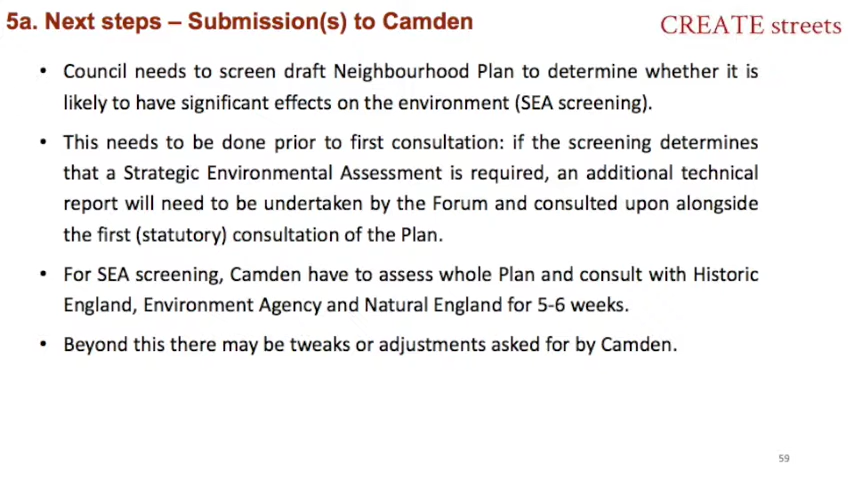 5a. Next steps – Submission(s) to Camden
CREATE streets
• Council needs to screen draft Neighbourhood Plan to determine whether it is
likely to have significant effects on the environment (SEA screening).
• This needs to be done prior to first consultation: if the screening determines
that a Strategic Environmental Assessment is required, an additional technical
report will need to be undertaken by the Forum and consulted upon alongside
the first (statutory) consultation of the Plan.
• For SEA screening, Camden have to assess whole Plan and consult with Historic
England, Environment Agency and Natural England for 5-6 weeks.
• Beyond this there may be tweaks or adjustments asked for by Camden.
59